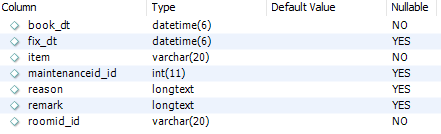 Column Type Default Value Nullable
book_dt datetime(6) NO
fix_dt datetime(6) YES
item varchar(20) NO
maintenanceid_id int(11) YES
reason longtext YES
remark longtext YES
roomid_id varchar(20) NO